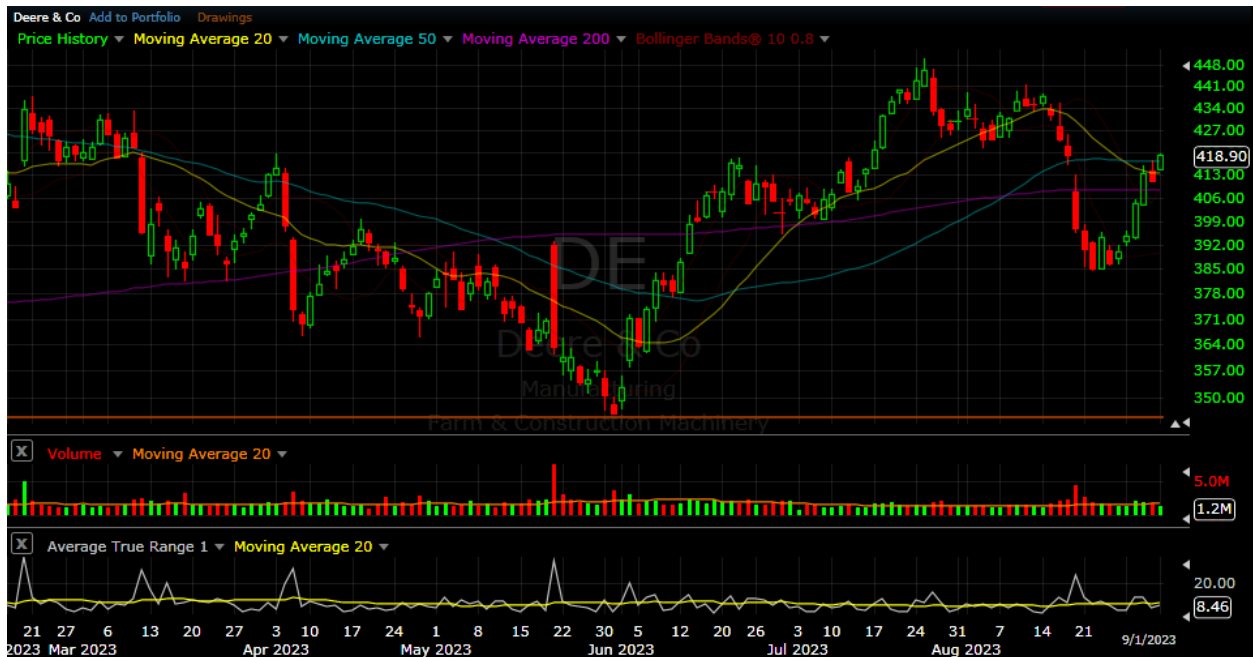 Deere & Co Add to Portfolio Drawings
Price History Moving Average 20 Moving Average 50 Moving Average 200 Bollinger Bands® 10 0.8
448.00
441.00
434.00
427.00
418.90
413.00
406.00
399.00
392.00
385.00
378.00
371.00
364.00
357.00
350.00
DE
Deere & Co
Manufacturing
Farm & Construction Machinery
X Volume Moving Average 20
5.0M
1.2M
X Average True Range 1 Moving Average 20
20.00
8.46
21 27 6 13 20 27 3 10 17 24 1 8 15 22 30 5 12 20 26 3 10 17 24 31 7 14 21
2023 Mar 2023 Apr 2023 May 2023 Jun 2023 Jul 2023 Aug 2023 9/1/2023